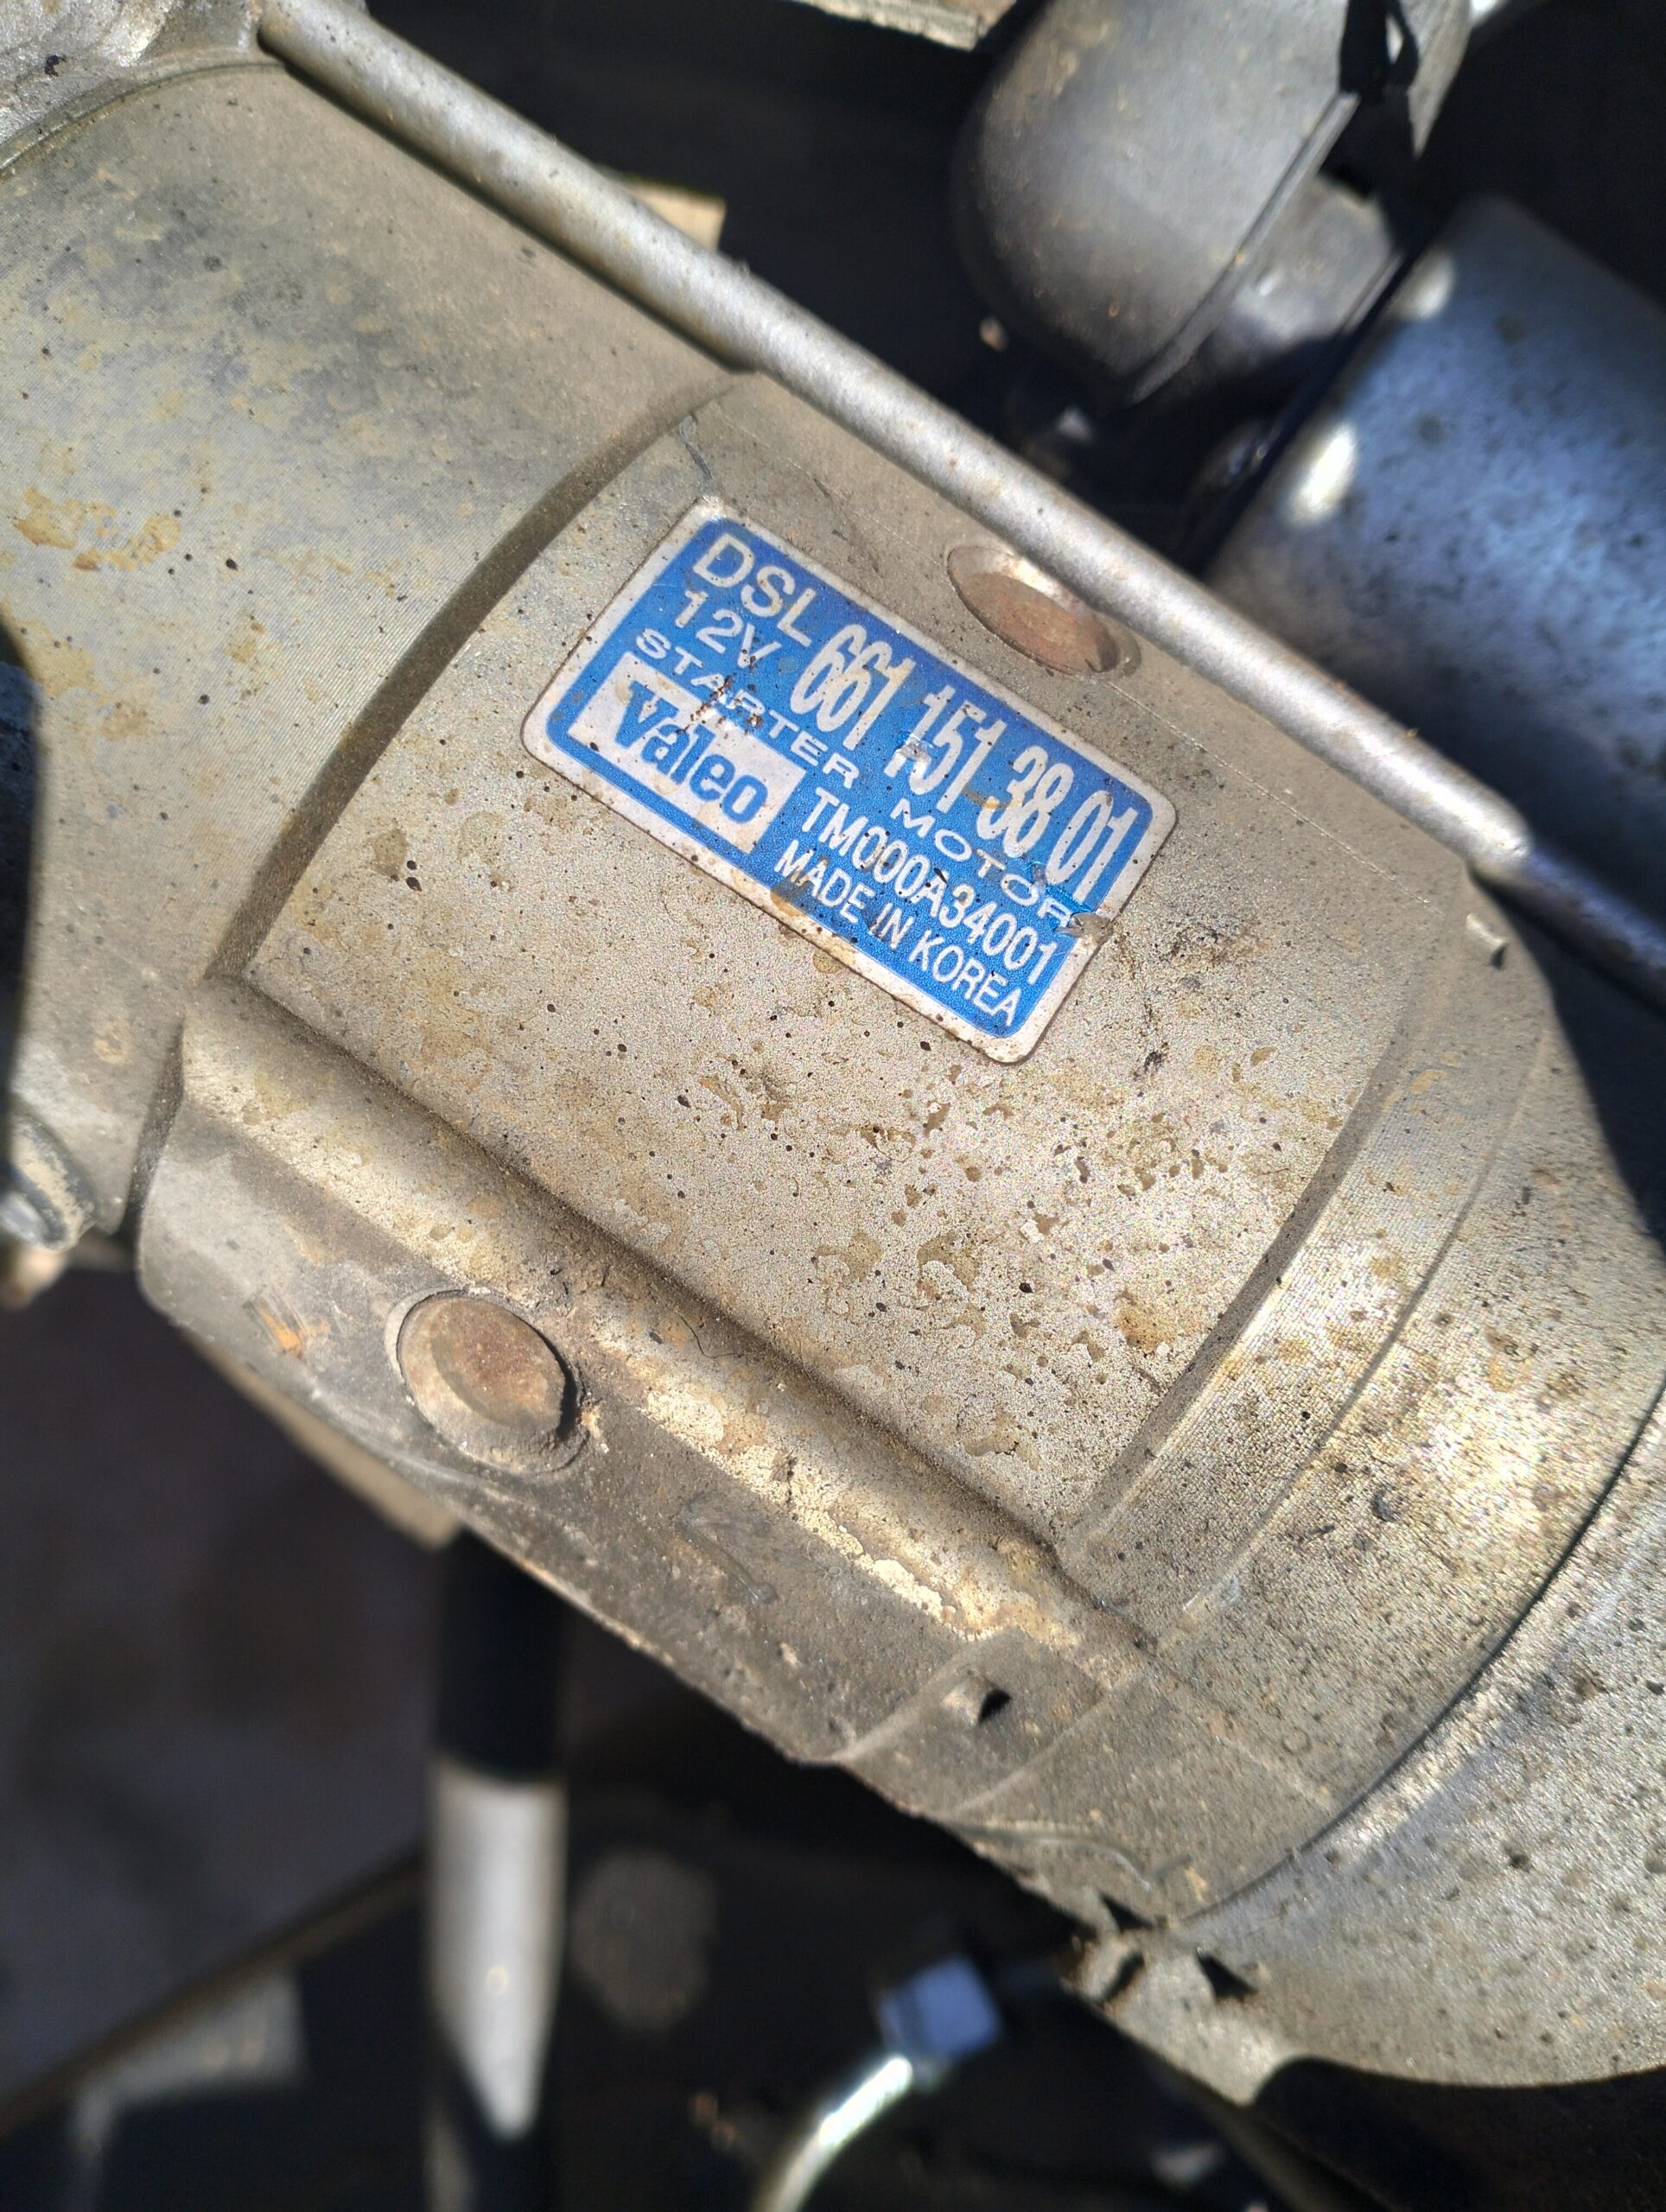 DSL 661 151 38 01
12V
STARTER MOTOR
Valeo
TM000A34001
MADE IN KOREA